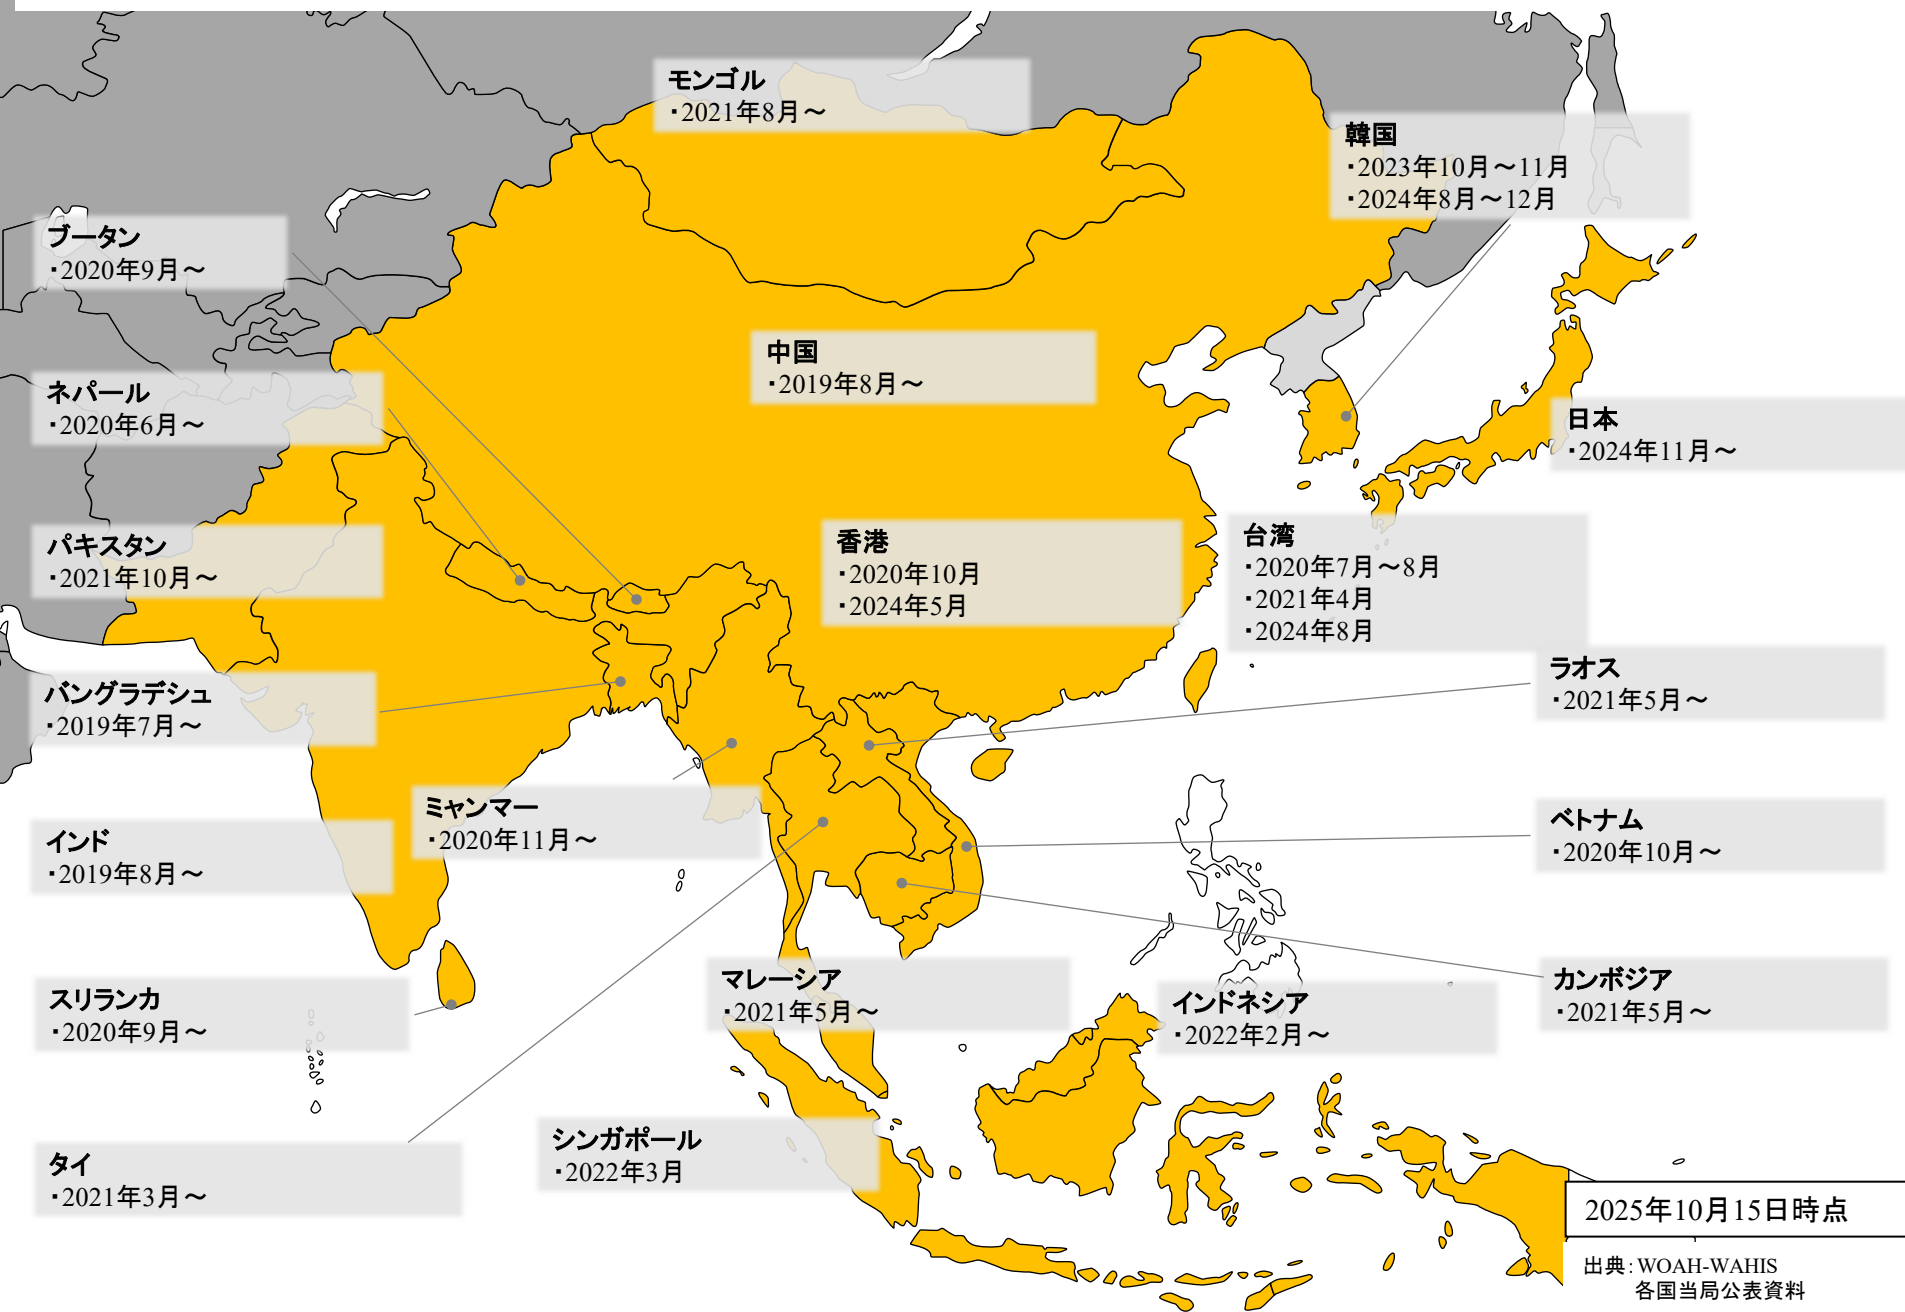 モンゴル
・2021年8月～
韓国
・2023年10月～11月
・2024年8月～12月
ブータン
・2020年9月～
中国
・2019年8月～
ネパール
・2020年6月～
日本
・2024年11月～
パキスタン
・2021年10月～
香港
・2020年10月
・2024年5月
台湾
・2020年7月～8月
・2021年4月
・2024年8月
ラオス
・2021年5月～
バングラデシュ
・2019年7月～
ミャンマー
・2020年11月～
ベトナム
・2020年10月～
インド
・2019年8月～
マレーシア
・2021年5月～
カンボジア
・2021年5月～
スリランカ
・2020年9月～
インドネシア
・2022年2月～
シンガポール
・2022年3月
タイ
・2021年3月～
2025年10月15日時点
出典：WOAH-WAHIS
各国当局公表資料